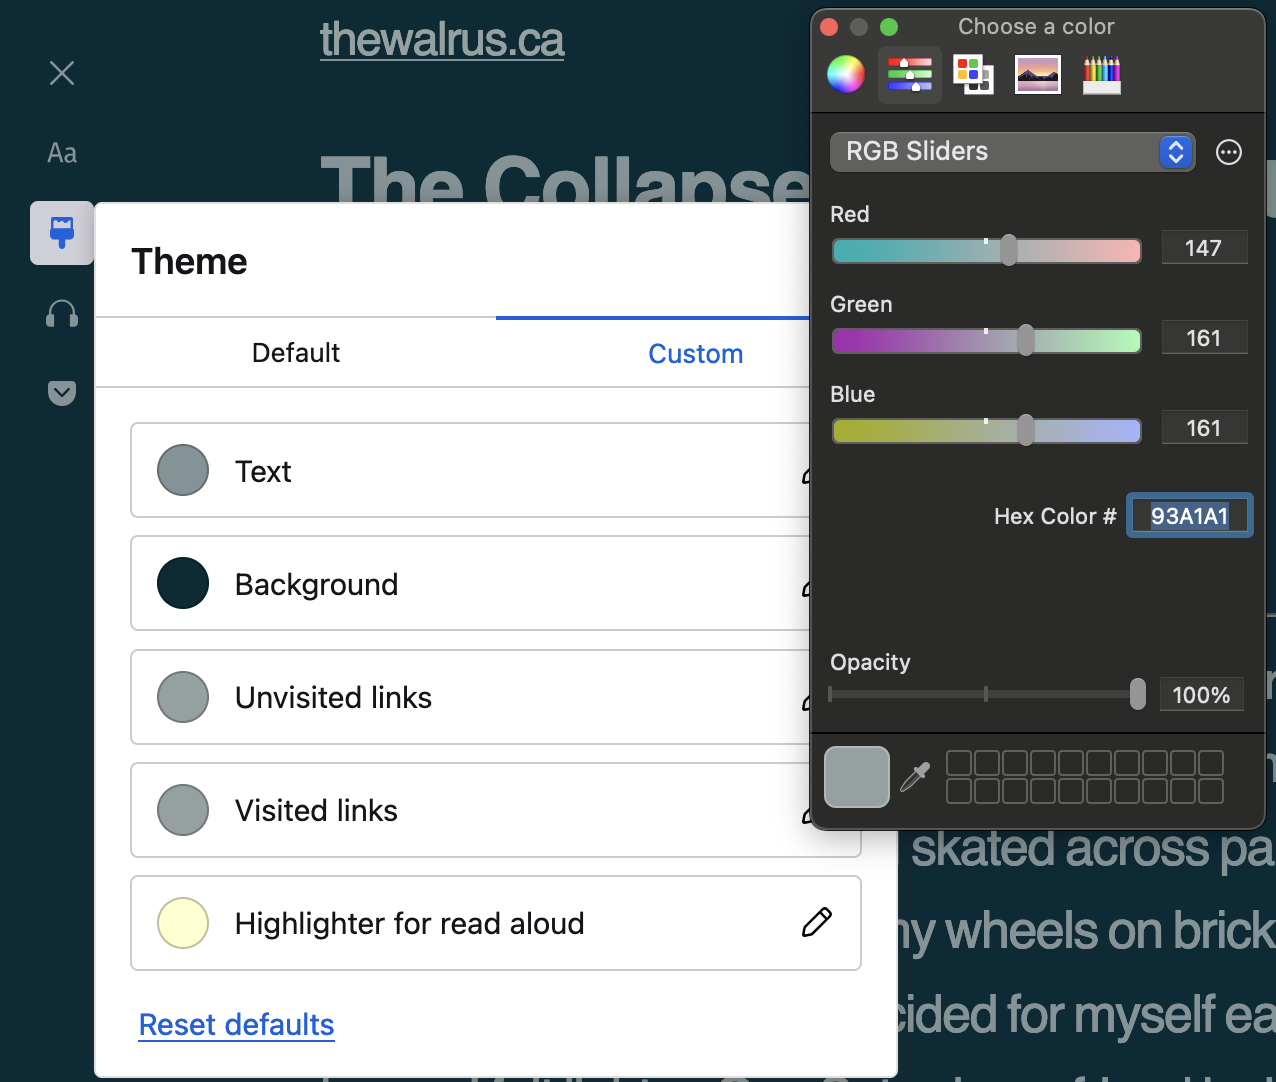 thewalrus.ca
Aa
The Collapse
Theme
Default
Custom
Text
Background
Unvisited links
Visited links
Highlighter for read aloud
Reset defaults
Choose a color
RGB Sliders
Red
147
Green
161
Blue
161
Hex Color # 93A1A1
Opacity
100%
skated across pa
ny wheels on brick
cided for myself ea